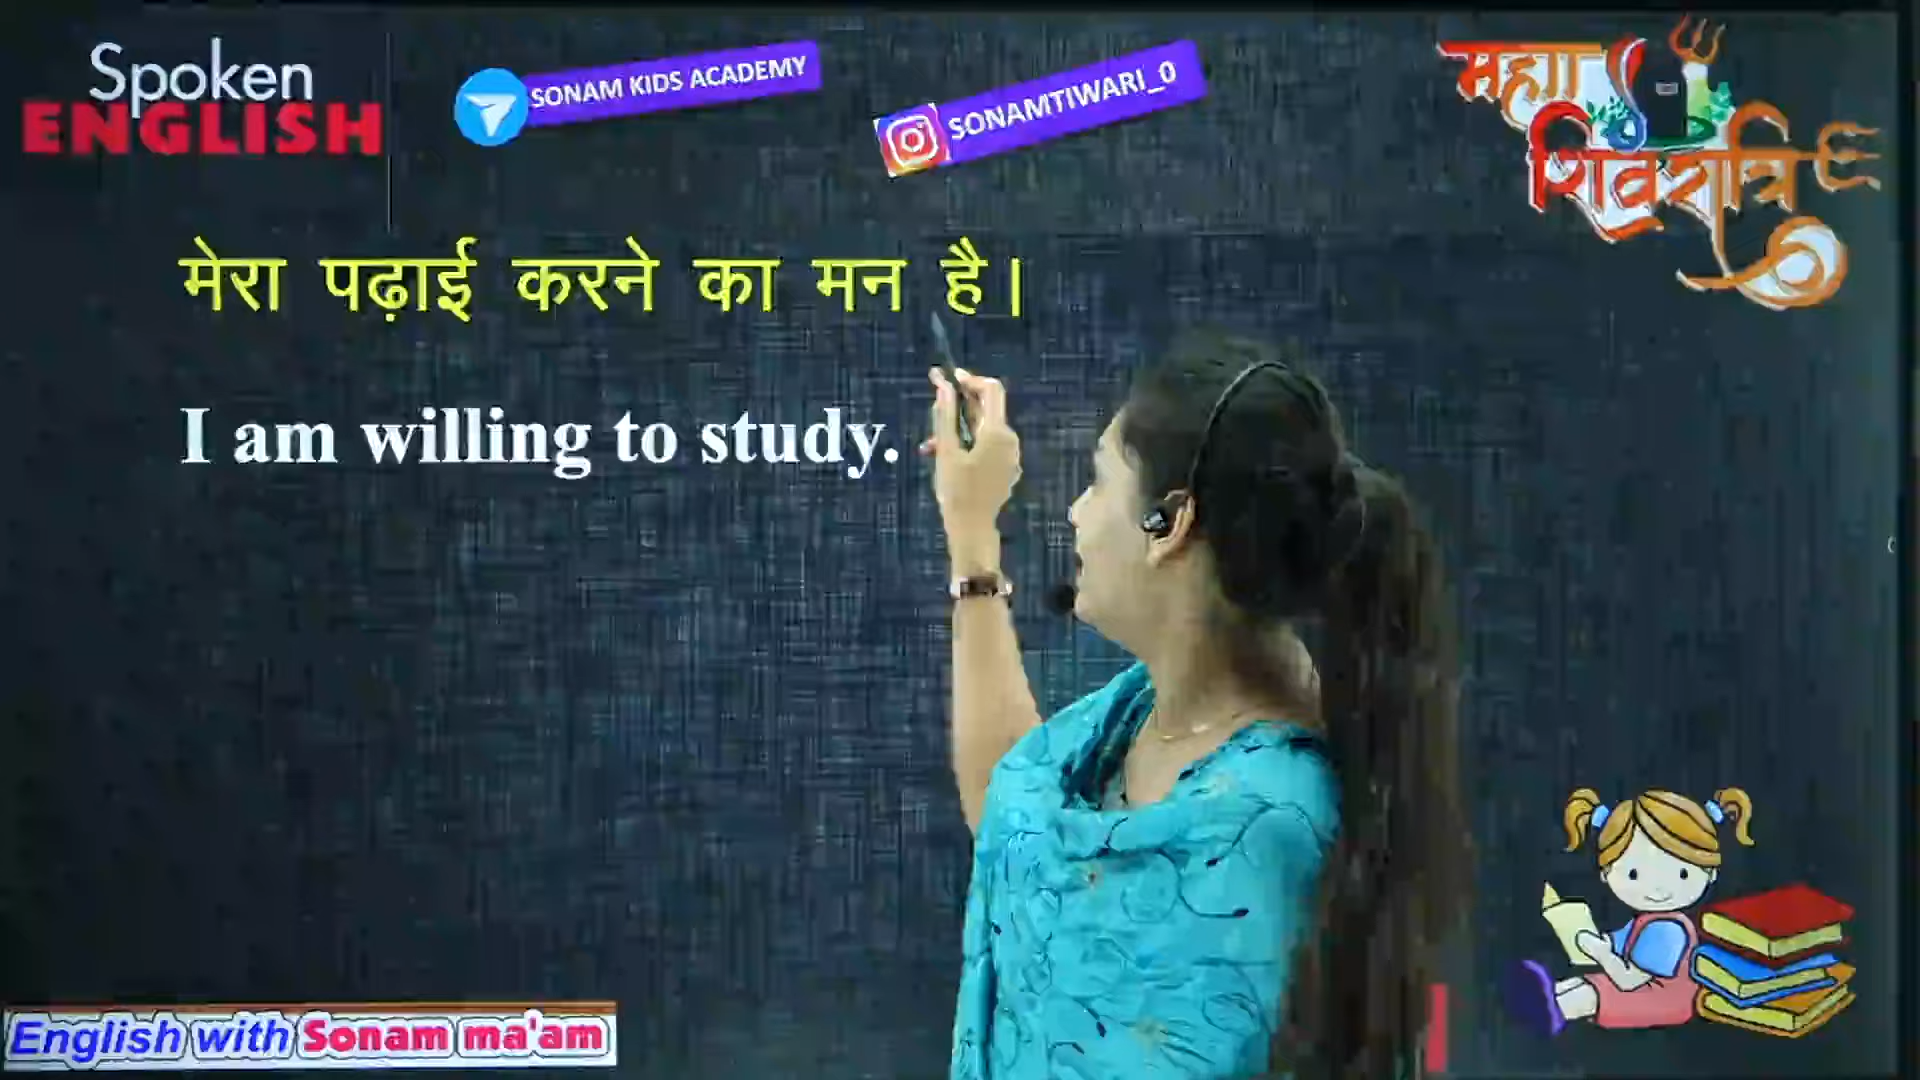 Spoken
ENGLISH
SONAM KIDS ACADEMY
SONAMTIWARI_0
महा
शिवरात्रि
मेरा पढ़ाई करने का मन है।
I am willing to study.
English with Sonam ma'am